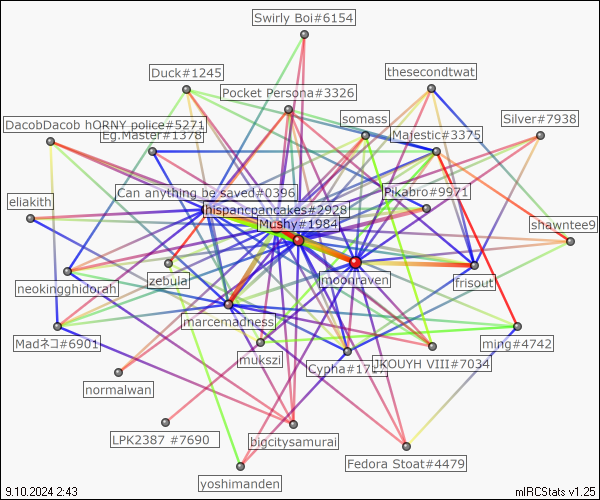 Swirly Boi#6154
Duck#1245
thesecondtwat
Pocket Persona#3326
Silver#7938
somass
DacobDacob hORNY police#5271
Eg.Master#1378
Majestic#3375
Can anything be saved#0396
Pikabro#9971
eliakith
hispancpancakes#2928
Mushy#1984
shawntee9
zebula
moonraven
frisout
neokingghidorah
marcemadness
Madネコ#6901
mukszi
ming#4742
JKOUYH VIII#7034
normalwan
LPK2387 #7690
bigcitysamurai
Fedora Stoat#4479
yoshimanden
9.10.2024 2:43
mIRCStats v1.25